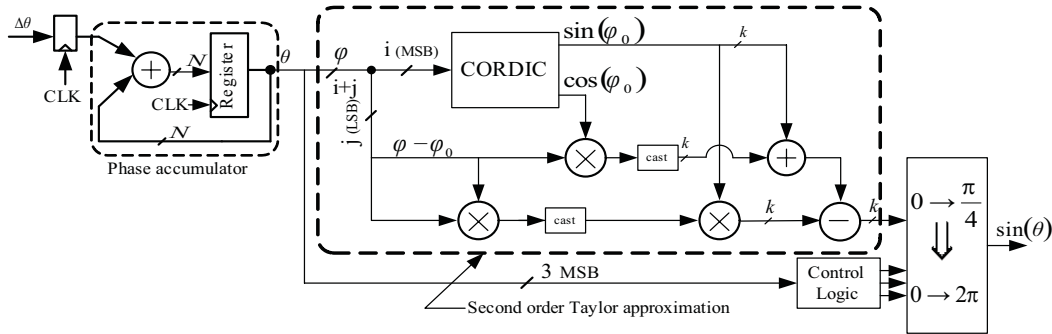 Δθ
CLK
N
Register
CLK
N
θ
Phase accumulator
φ
i+j
i (MSB)
j (LSB)
CORDIC
sin(φ₀)
cos(φ₀)
k
φ − φ₀
cast
k
cast
k
k
3 MSB
Second order Taylor approximation
Control
Logic
0 → π/4
⇓
0 → 2π
sin(θ)